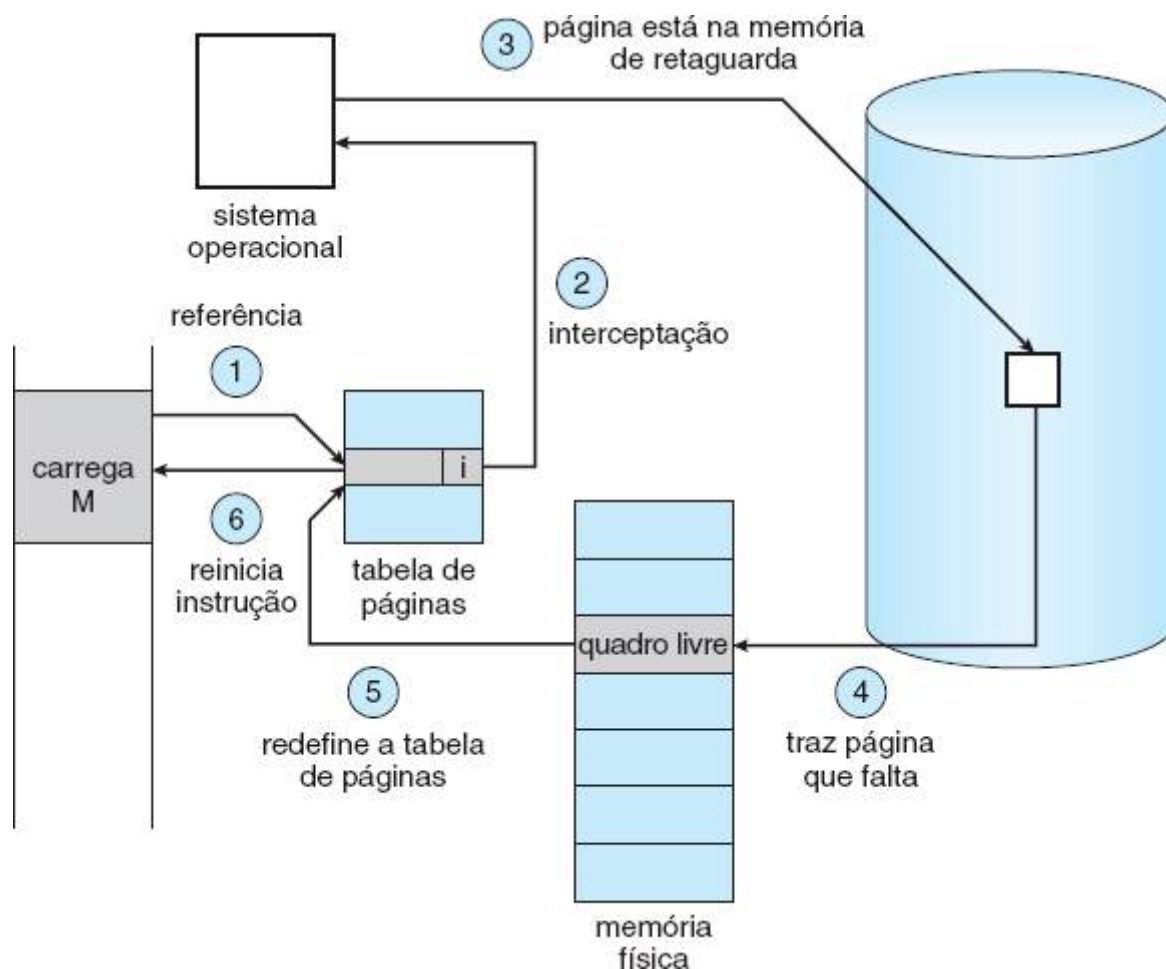 3
página está na memória
de retaguarda
sistema
operacional
2
interceptação
referência
1
carrega
M
i
6
reinicia
instrução
tabela de
páginas
quadro livre
5
redefine a tabela
de páginas
4
traz página
que falta
memória
física